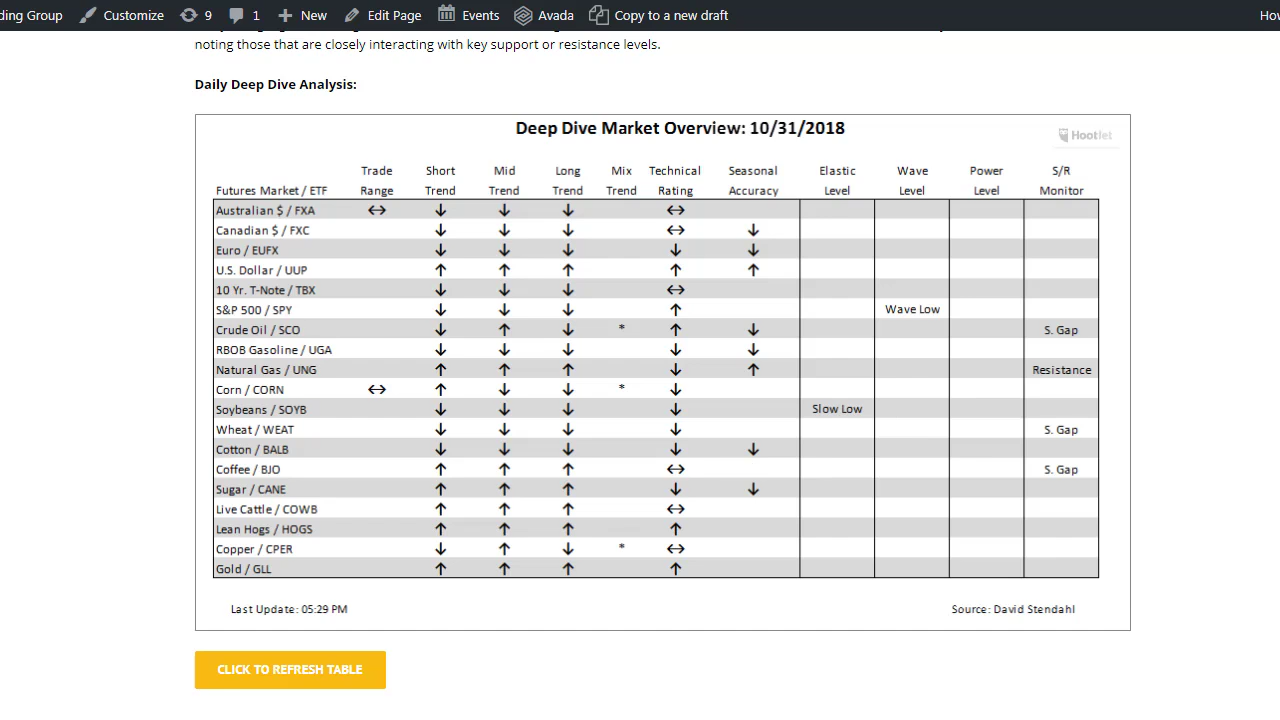 ding Group Customize 9 1 New Edit Page Events Avada Copy to a new draft
noting those that are closely interacting with key support or resistance levels.
Daily Deep Dive Analysis:
Deep Dive Market Overview: 10/31/2018
Hootlet
Trade Short Mid Long Mix Technical Seasonal Elastic Wave Power S/R
Futures Market / ETF Range Trend Trend Trend Trend Rating Accuracy Level Level Level Monitor
Australian $ / FXA ↔ ↓ ↓ ↓ ↔
Canadian $ / FXC ↓ ↓ ↓ ↔ ↓
Euro / EUFX ↓ ↓ ↓ ↓ ↓
U.S. Dollar / UUP ↑ ↑ ↑ ↑ ↑
10 Yr. T-Note / TBX ↓ ↓ ↓ ↔
S&P 500 / SPY ↓ ↓ ↓ ↑ Wave Low
Crude Oil / SCO ↓ ↑ ↓ * ↑ ↓ S. Gap
RBOB Gasoline / UGA ↓ ↓ ↓ ↓ ↓
Natural Gas / UNG ↑ ↑ ↑ ↓ ↑ Resistance
Corn / CORN ↔ ↑ ↓ ↓ * ↓
Soybeans / SOYB ↓ ↓ ↓ ↓ Slow Low
Wheat / WEAT ↓ ↓ ↓ ↓ S. Gap
Cotton / BALB ↓ ↓ ↓ ↓ ↓
Coffee / BJO ↑ ↑ ↑ ↔ S. Gap
Sugar / CANE ↑ ↑ ↑ ↓ ↓
Live Cattle / COWB ↑ ↑ ↑ ↔
Lean Hogs / HOGS ↑ ↑ ↑ ↑
Copper / CPER ↓ ↑ ↓ * ↔
Gold / GLL ↑ ↑ ↑ ↑
Last Update: 05:29 PM Source: David Stendahl
CLICK TO REFRESH TABLE